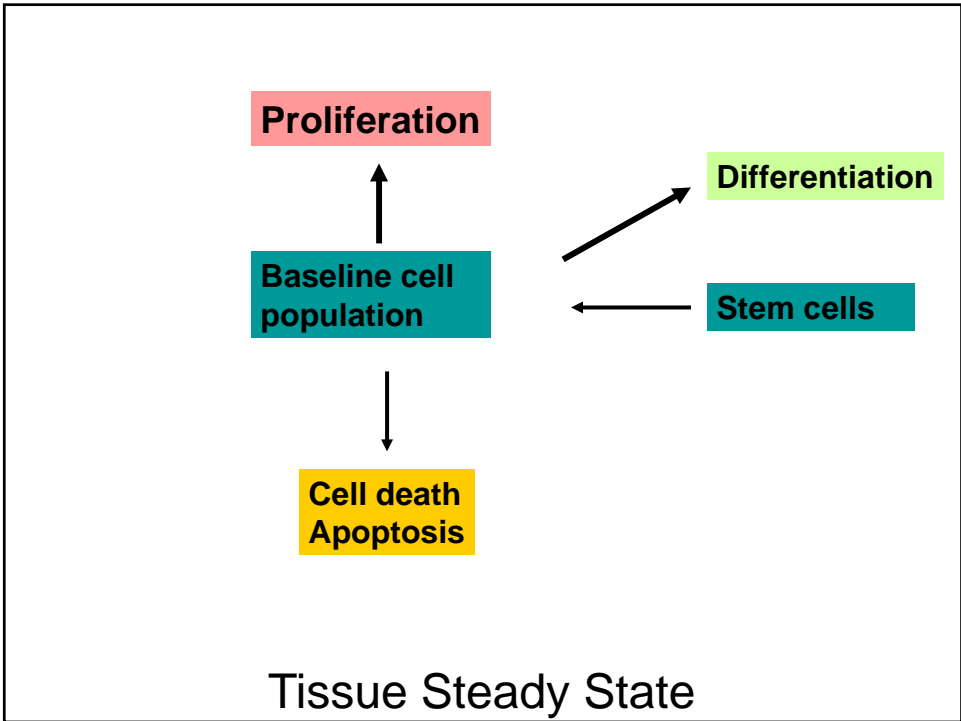 Proliferation
Differentiation
Baseline cell
population
Stem cells
Cell death
Apoptosis
Tissue Steady State